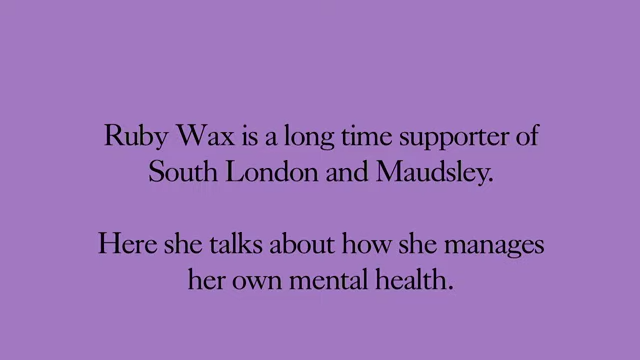 Ruby Wax is a long time supporter of
South London and Maudsley.
Here she talks about how she manages
her own mental health.